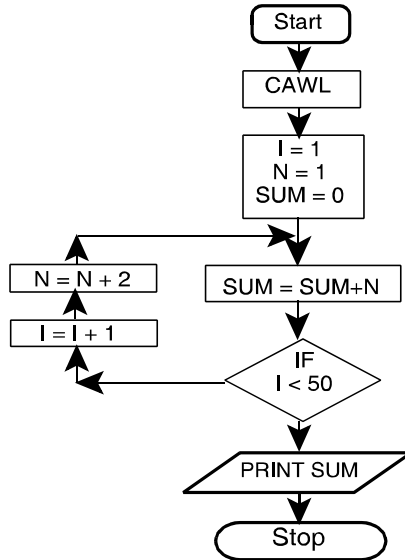 Start
CAWL
I = 1
N = 1
SUM = 0
N = N + 2
SUM = SUM+N
I = I + 1
IF
I < 50
PRINT SUM
Stop